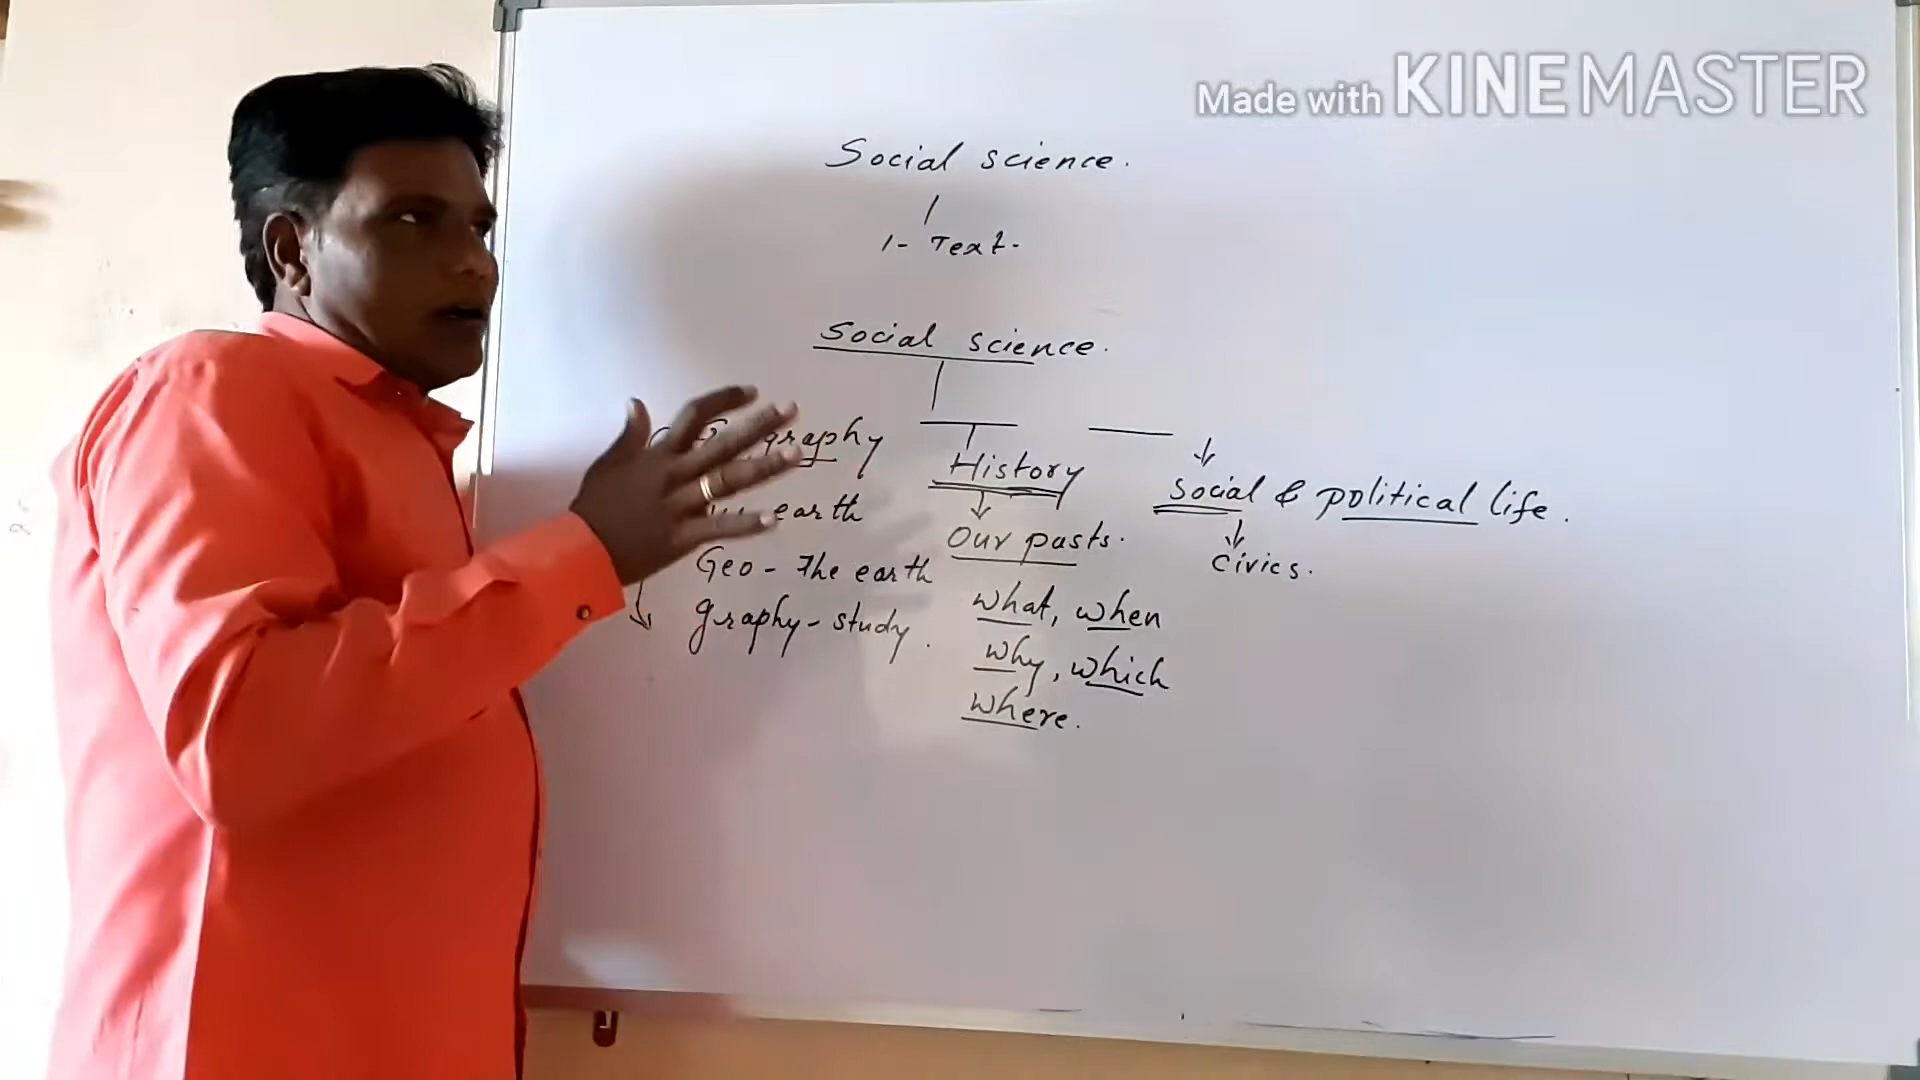 Made with KINEMASTER
Social science.
1- Text-
Social science.
History
Social & political life.
earth
Our pasts.
Civics.
Geo - The earth
graphy - study.
what, when
why, which
where.